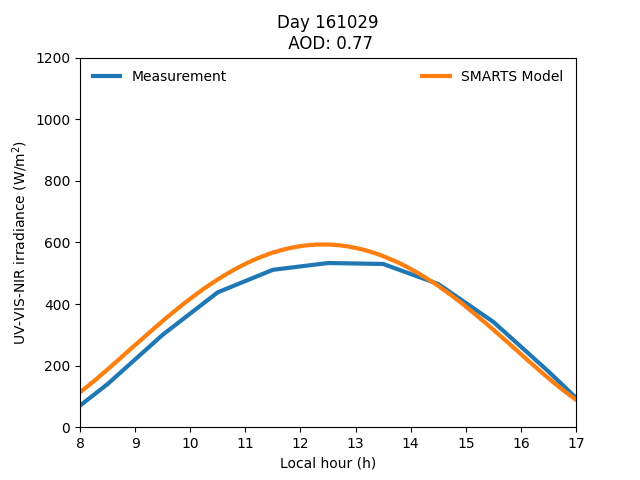 Day 161029
AOD: 0.77
Measurement
SMARTS Model
UV-VIS-NIR irradiance (W/m²)
1200
1000
800
600
400
200
0
8 9 10 11 12 13 14 15 16 17
Local hour (h)